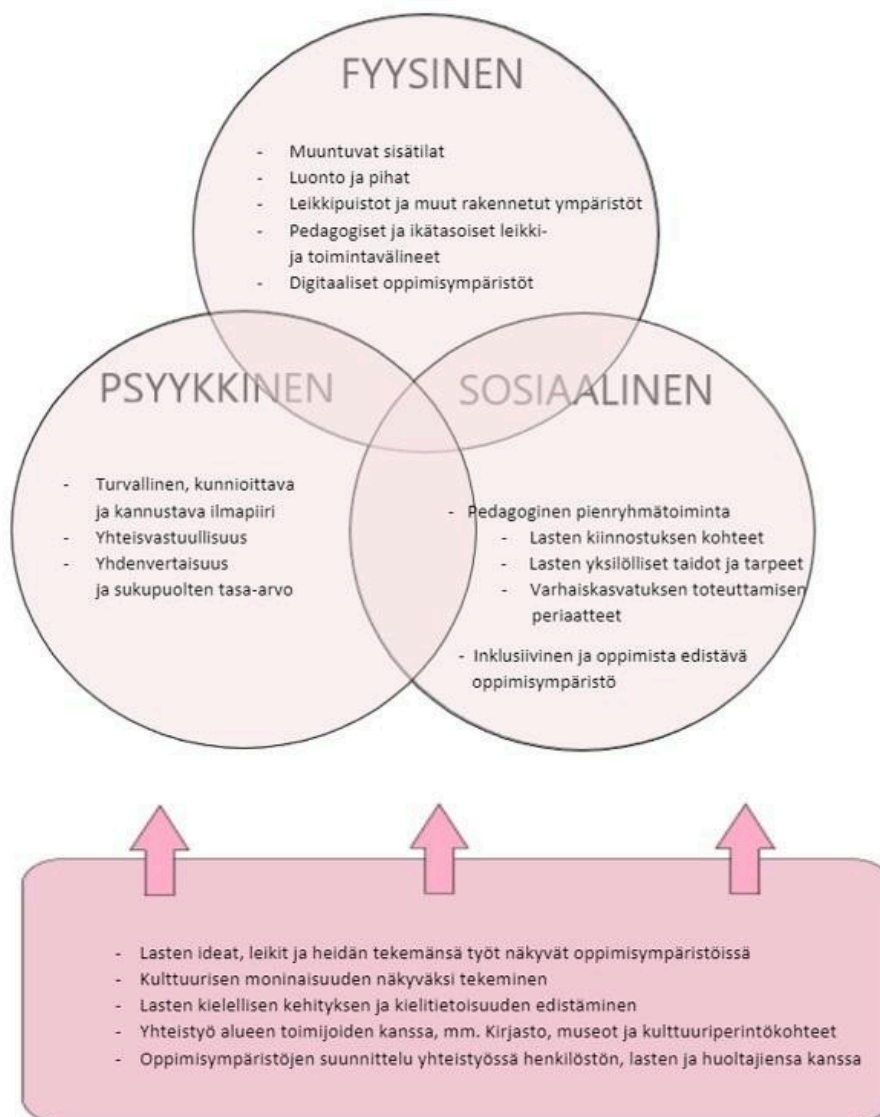 FYYSINEN
- Muuntuvat sisätilat
- Luonto ja pihat
- Leikkipuistot ja muut rakennetut ympäristöt
- Pedagogiset ja ikätasoiset leikki-
ja toimintavälineet
- Digitaaliset oppimisympäristöt
PSYYKKINEN
- Turvallinen, kunnioittava
ja kannustava ilmapiiri
- Yhteisvastuullisuus
- Yhdenvertaisuus
ja sukupuolten tasa-arvo
SOSIAALINEN
- Pedagoginen pienryhmätoiminta
- Lasten kiinnostuksen kohteet
- Lasten yksilölliset taidot ja tarpeet
- Varhaiskasvatuksen toteuttamisen
periaatteet
- Inklusiivinen ja oppimista edistävä
oppimisympäristö
- Lasten ideat, leikit ja heidän tekemänsä työt näkyvät oppimisympäristöissä
- Kulttuurisen moninaisuuden näkyväksi tekeminen
- Lasten kielellisen kehityksen ja kielitietoisuuden edistäminen
- Yhteistyö alueen toimijoiden kanssa, mm. Kirjasto, museot ja kulttuuriperintökohteet
- Oppimisympäristöjen suunnittelu yhteistyössä henkilöstön, lasten ja huoltajiensa kanssa